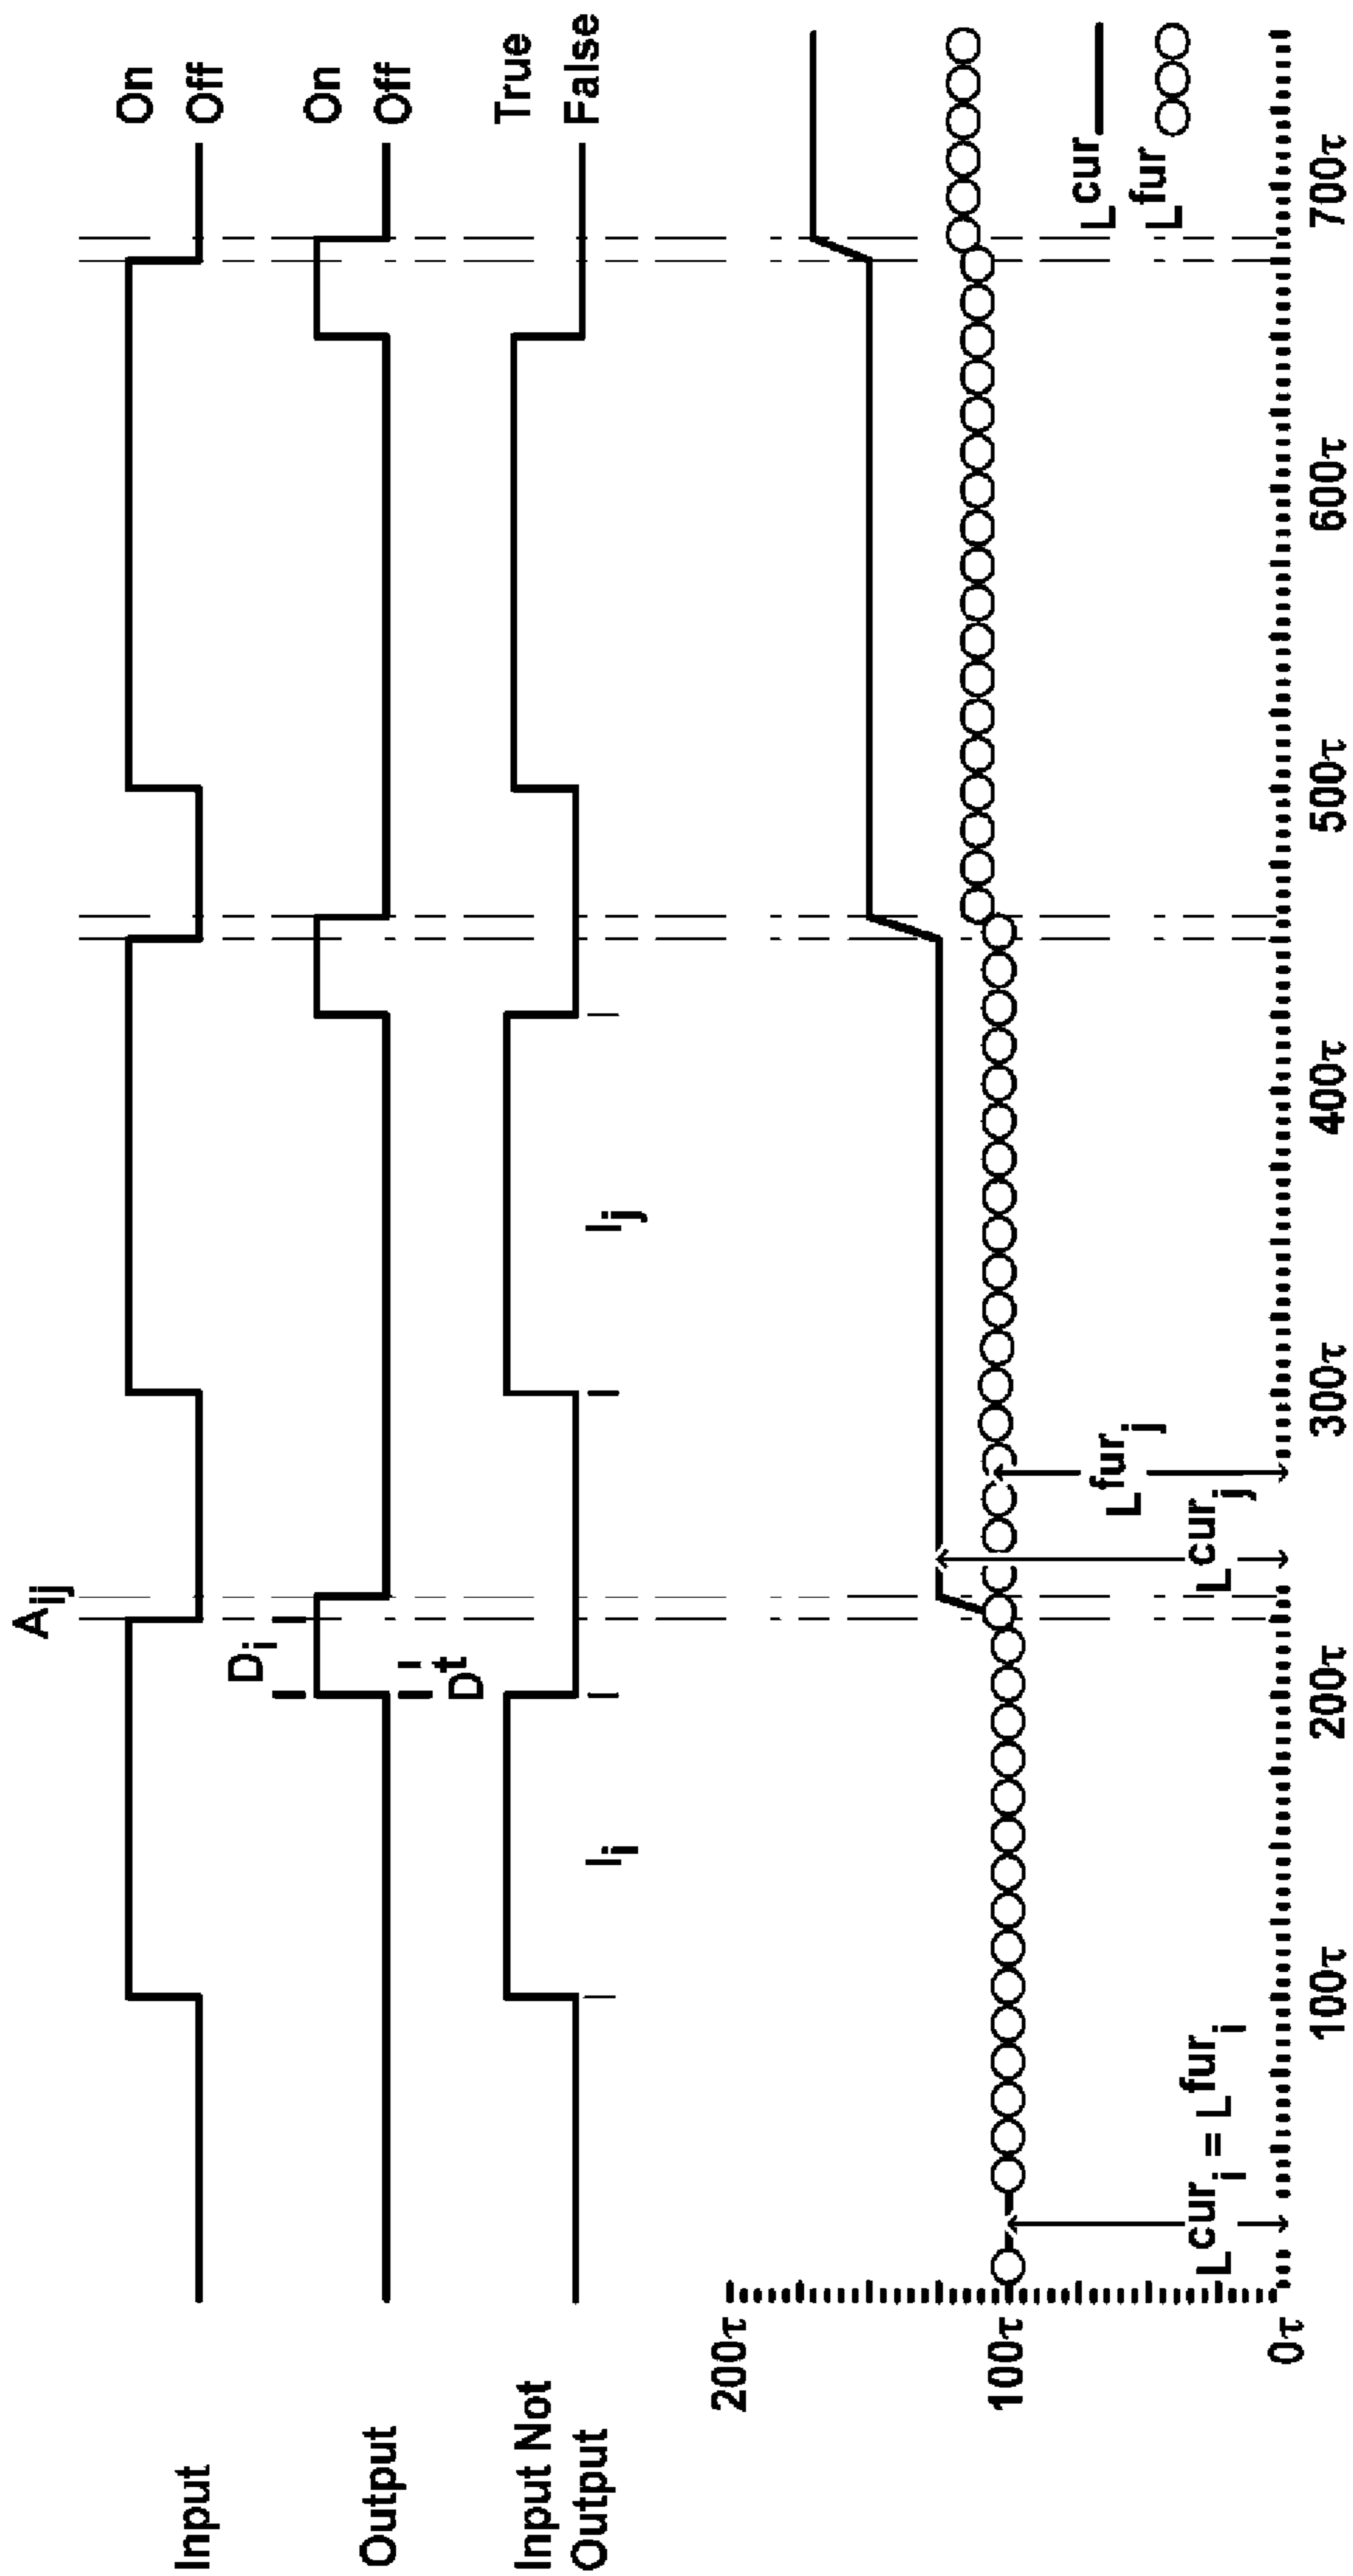 A ij
Input
On
Off
D i
Output
On
Off
D t
Input Not
Output
True
False
I i
I j
200τ
100τ
0τ
L cur i = L fur i
L cur j
L fur j
L cur
L fur
100τ
200τ
300τ
400τ
500τ
600τ
700τ